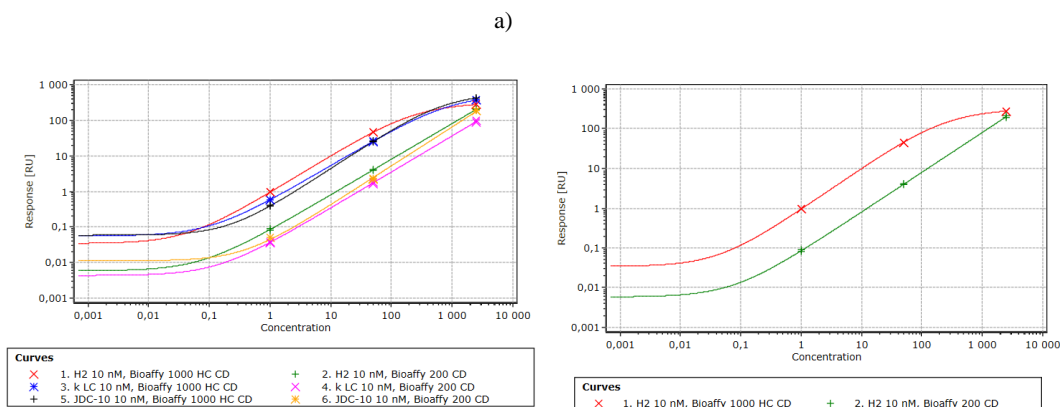 a)
1 000
100
10
1
0,1
0,01
0,001
Response [RU]
0,001 0,01 0,1 1 10 100 1 000 10 000
Concentration
Curves
1. H2 10 nM, Bioaffy 1000 HC CD 2. H2 10 nM, Bioaffy 200 CD
3. k LC 10 nM, Bioaffy 1000 HC CD 4. k LC 10 nM, Bioaffy 200 CD
5. JDC-10 10 nM, Bioaffy 1000 HC CD 6. JDC-10 10 nM, Bioaffy 200 CD
1 000
100
10
1
0,1
0,01
0,001
Response [RU]
0,001 0,01 0,1 1 10 100 1 000 10 000
Concentration
Curves
1. H2 10 nM, Bioaffy 1000 HC CD 2. H2 10 nM, Bioaffy 200 CD